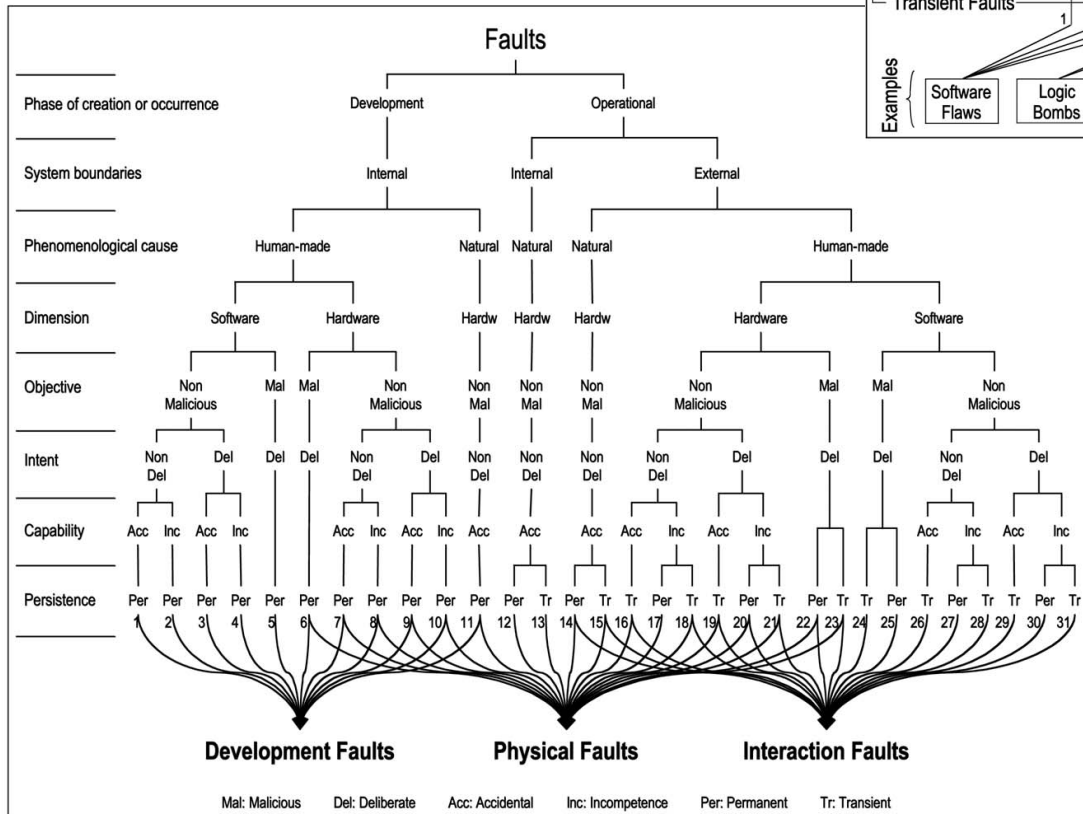 Transient Faults
1
Examples
Software
Flaws
Logic
Bombs
Faults
Phase of creation or occurrence Development Operational
System boundaries Internal Internal External
Phenomenological cause Human-made Natural Natural Natural Human-made
Dimension Software Hardware Hardw Hardw Hardw Hardware Software
Objective Non Mal Mal Non Non Non Non Non Mal Mal Non
Malicious Malicious Mal Mal Mal Malicious Malicious
Intent Non Del Del Del Non Del Non Non Non Non Del Del Del Non Del
Del Del Del Del Del Del Del
Capability Acc Inc Acc Inc Acc Inc Acc Inc Acc Acc Acc Acc Inc Acc Inc Acc Inc Acc Inc
Persistence Per Per Per Per Per Per Per Per Per Per Per Per Tr Per Tr Tr Per Tr Tr Per Tr Per Tr Tr Per Tr Per Tr Tr Per Tr
1 2 3 4 5 6 7 8 9 10 11 12 13 14 15 16 17 18 19 20 21 22 23 24 25 26 27 28 29 30 31
Development Faults Physical Faults Interaction Faults
Mal: Malicious Del: Deliberate Acc: Accidental Inc: Incompetence Per: Permanent Tr: Transient